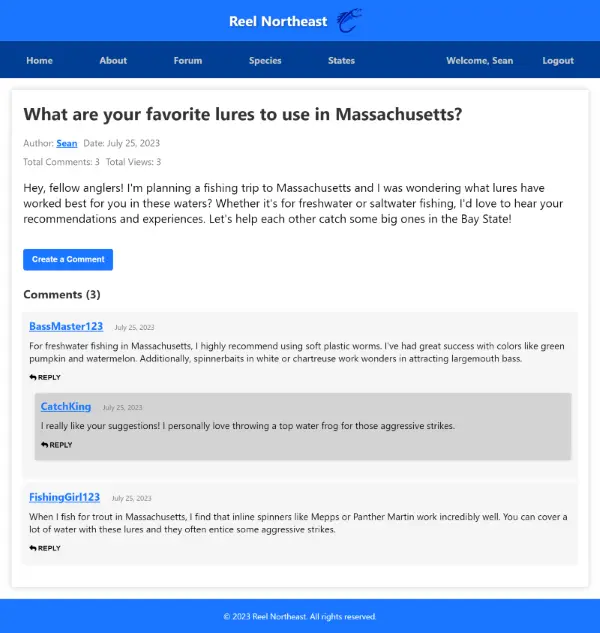 Reel Northeast
Home About Forum Species States Welcome, Sean Logout
What are your favorite lures to use in Massachusetts?
Author: Sean Date: July 25, 2023
Total Comments: 3 Total Views: 3
Hey, fellow anglers! I'm planning a fishing trip to Massachusetts and I was wondering what lures have
worked best for you in these waters? Whether it's for freshwater or saltwater fishing, I'd love to hear your
recommendations and experiences. Let's help each other catch some big ones in the Bay State!
Create a Comment
Comments (3)
BassMaster123 July 25, 2023
For freshwater fishing in Massachusetts, I highly recommend using soft plastic worms. I've had great success with colors like green
pumpkin and watermelon. Additionally, spinnerbaits in white or chartreuse work wonders in attracting largemouth bass.
REPLY
CatchKing July 25, 2023
I really like your suggestions! I personally love throwing a top water frog for those aggressive strikes.
REPLY
FishingGirl123 July 25, 2023
When I fish for trout in Massachusetts, I find that inline spinners like Mepps or Panther Martin work incredibly well. You can cover a
lot of water with these lures and they often entice some aggressive strikes.
REPLY
© 2023 Reel Northeast. All rights reserved.